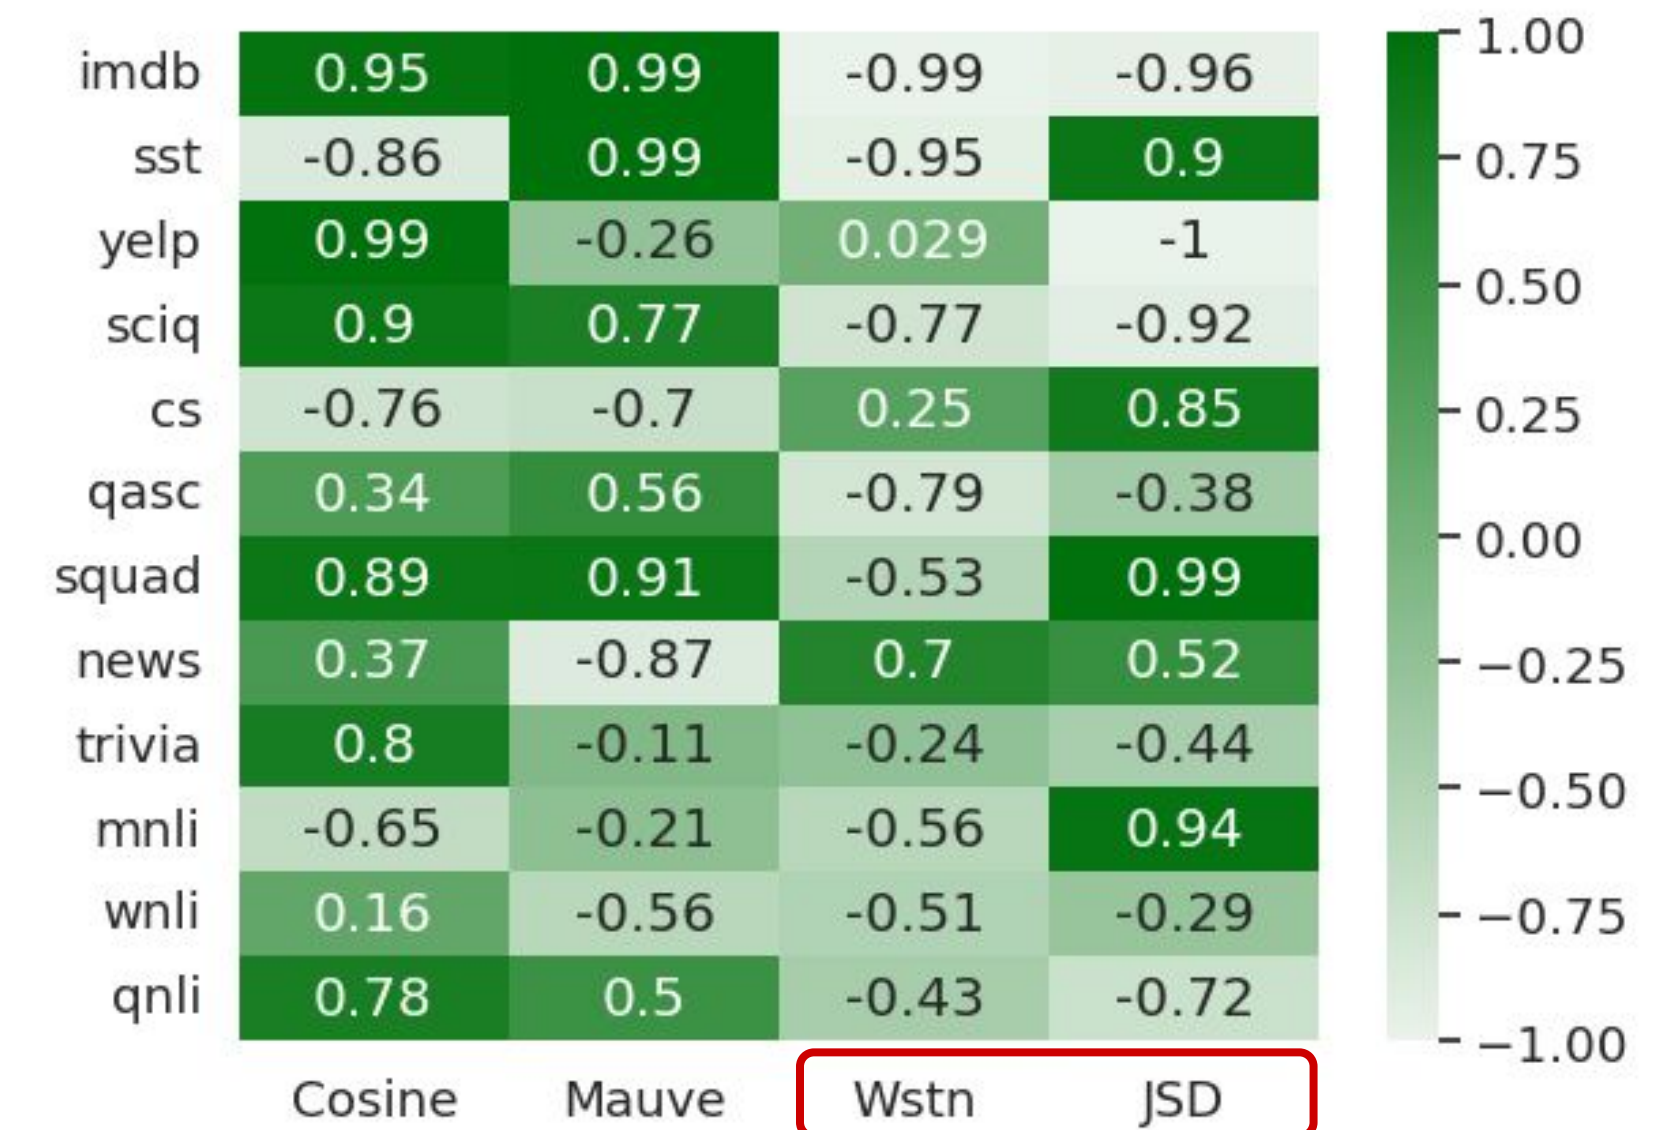 imdb 0.95 0.99 -0.99 -0.96
sst -0.86 0.99 -0.95 0.9
yelp 0.99 -0.26 0.029 -1
sciq 0.9 0.77 -0.77 -0.92
cs -0.76 -0.7 0.25 0.85
qasc 0.34 0.56 -0.79 -0.38
squad 0.89 0.91 -0.53 0.99
news 0.37 -0.87 0.7 0.52
trivia 0.8 -0.11 -0.24 -0.44
mnli -0.65 -0.21 -0.56 0.94
wnli 0.16 -0.56 -0.51 -0.29
qnli 0.78 0.5 -0.43 -0.72
Cosine Mauve Wstn JSD
1.00
0.75
0.50
0.25
0.00
−0.25
−0.50
−0.75
−1.00